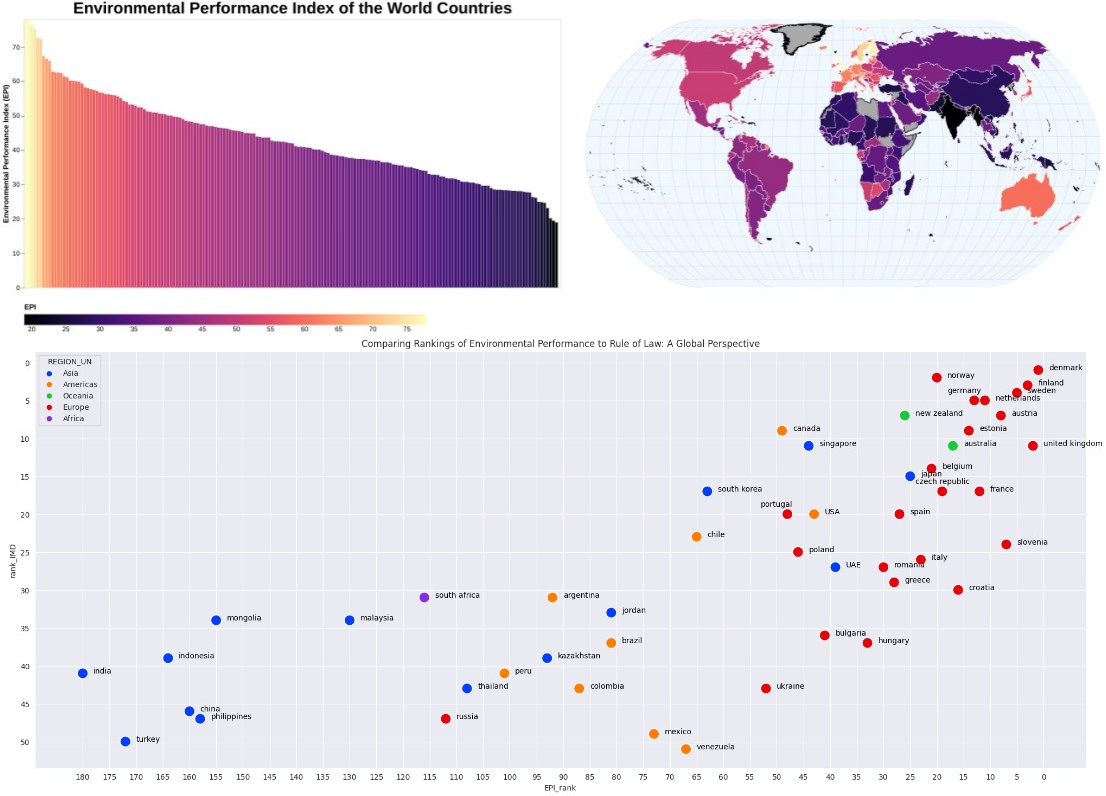 Environmental Performance Index of the World Countries
Environmental Performance Index (EPI)
70
60
50
40
30
20
10
0
EPI
20 25 30 35 40 45 50 55 60 65 70 75
Comparing Rankings of Environmental Performance to Rule of Law: A Global Perspective
REGION_UN
Asia
Americas
Oceania
Europe
Africa
rank_IMD
0
5
10
15
20
25
30
35
40
45
50
denmark
norway
finland
germany
sweden
netherlands
new zealand
austria
canada
estonia
singapore
australia
united kingdom
belgium
japan
czech republic
south korea
france
portugal
USA
spain
chile
slovenia
poland
italy
UAE
romania
greece
croatia
south africa
argentina
jordan
mongolia
malaysia
bulgaria
hungary
brazil
indonesia
kazakhstan
india
peru
thailand
colombia
ukraine
china
philippines
russia
mexico
turkey
venezuela
180 175 170 165 160 155 150 145 140 135 130 125 120 115 110 105 100 95 90 85 80 75 70 65 60 55 50 45 40 35 30 25 20 15 10 5 0
EPI_rank